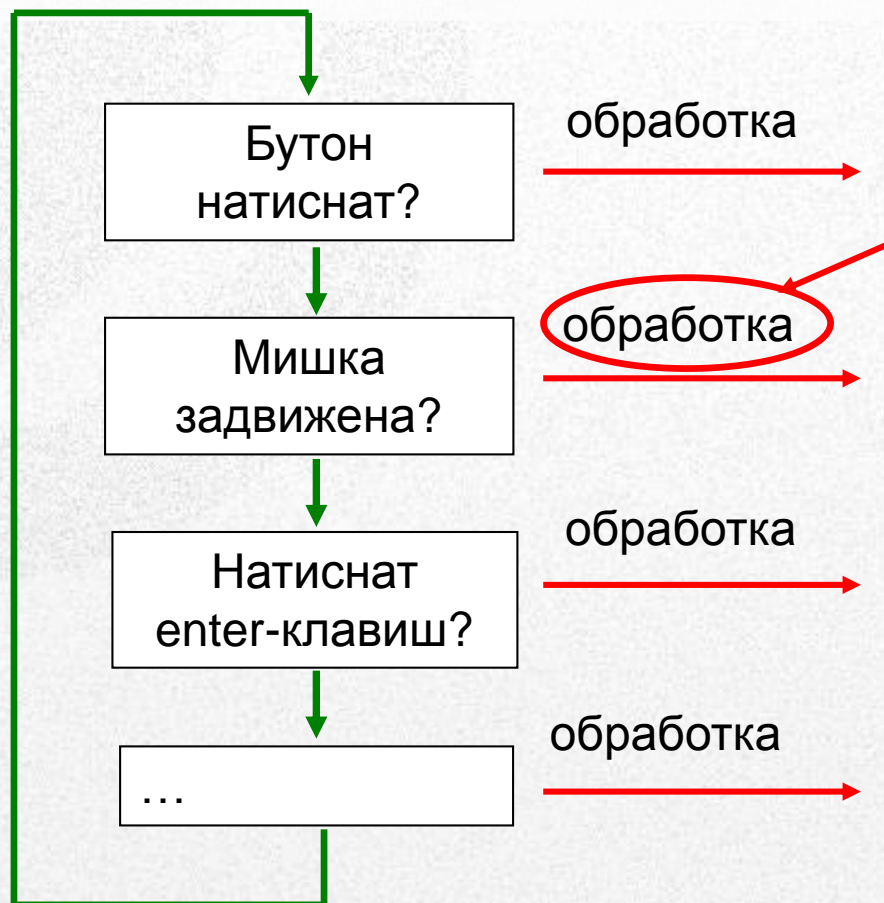 Бутон
натиснат?
обработка
Мишка
задвижена?
обработка
Натиснат
enter-клавиш?
обработка
...
обработка